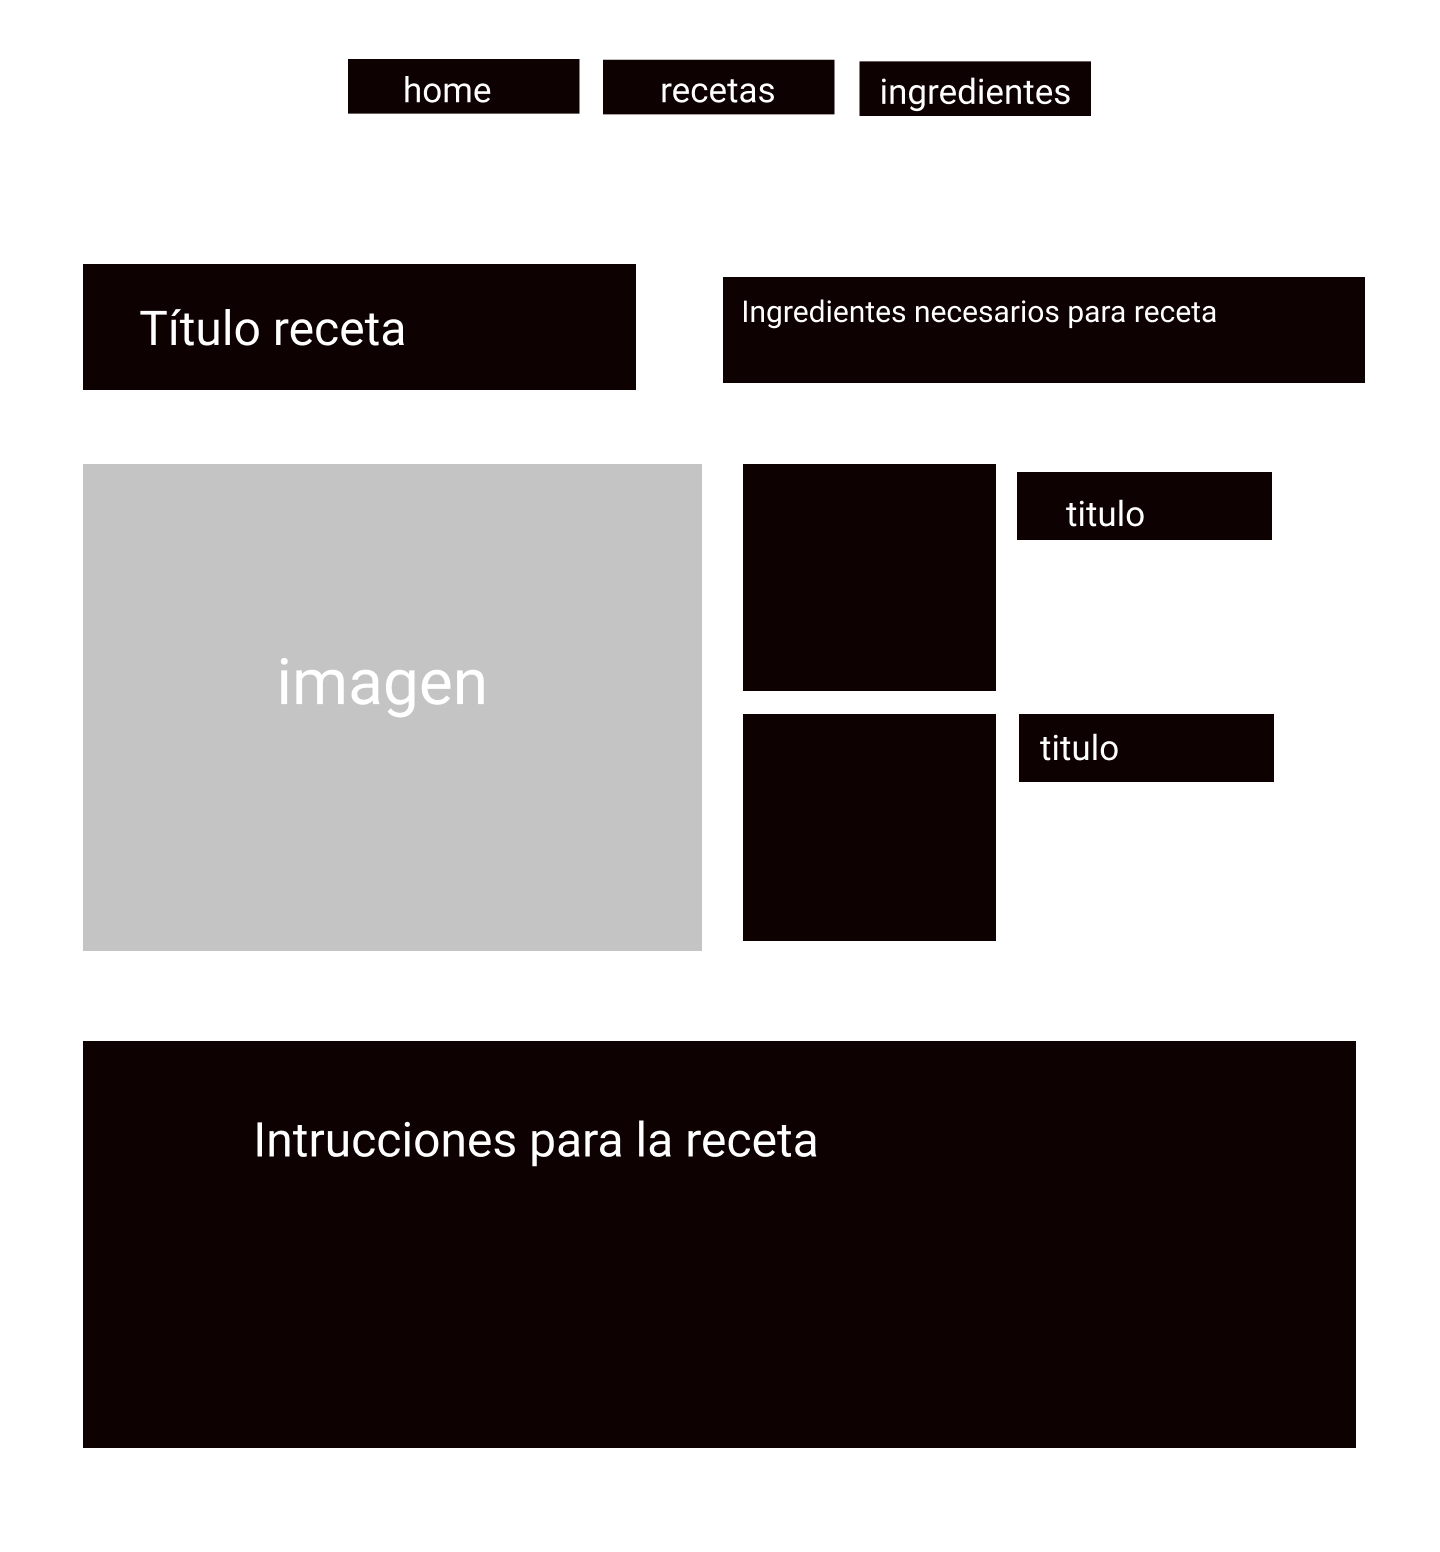 home
recetas
ingredientes
Título receta
Ingredientes necesarios para receta
imagen
titulo
titulo
Intrucciones para la receta